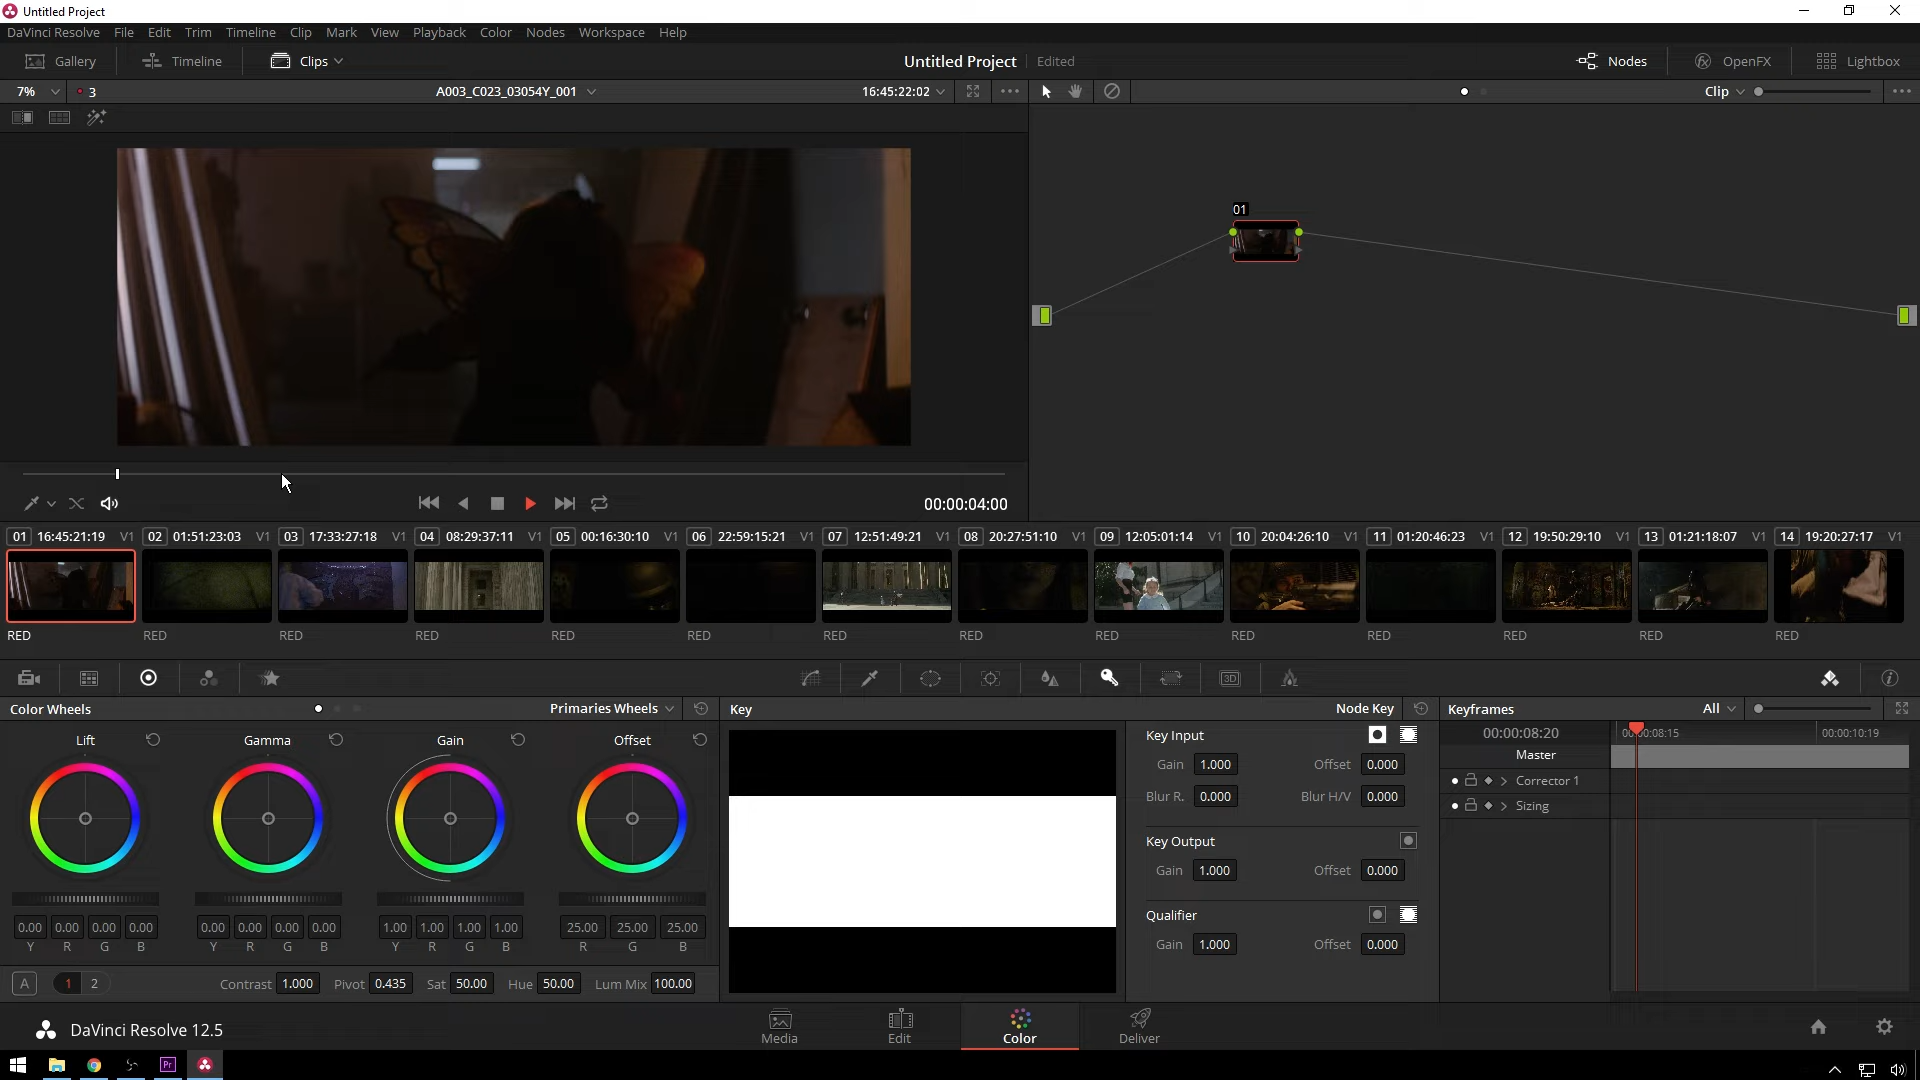 Untitled Project
DaVinci Resolve File Edit Trim Timeline Clip Mark View Playback Color Nodes Workspace Help
Gallery Timeline Clips Untitled Project Edited Nodes OpenFX Lightbox
7% 3 A003_C023_03054Y_001 16:45:22:02 Clip
01
00:00:04:00
01 16:45:21:19 V1 02 01:51:23:03 V1 03 17:33:27:18 V1 04 08:29:37:11 V1 05 00:16:30:10 V1 06 22:59:15:21 V1 07 12:51:49:21 V1 08 20:27:51:10 V1 09 12:05:01:14 V1 10 20:04:26:10 V1 11 01:20:46:23 V1 12 19:50:29:10 V1 13 01:21:18:07 V1 14 19:20:27:17 V1
RED RED RED RED RED RED RED RED RED RED RED RED RED RED
3D
Color Wheels Primaries Wheels Key Node Key Keyframes All
Lift Gamma Gain Offset
0.00 0.00 0.00 0.00 0.00 0.00 0.00 0.00 1.00 1.00 1.00 1.00 25.00 25.00 25.00
Y R G B Y R G B Y R G B R G B
A 1 2 Contrast 1.000 Pivot 0.435 Sat 50.00 Hue 50.00 Lum Mix 100.00
Key Input
Gain 1.000 Offset 0.000
Blur R. 0.000 Blur H/V 0.000
Key Output
Gain 1.000 Offset 0.000
Qualifier
Gain 1.000 Offset 0.000
00:00:08:20 00:00:08:15 00:00:10:19
Master
Corrector 1
Sizing
DaVinci Resolve 12.5 Media Edit Color Deliver
Pr